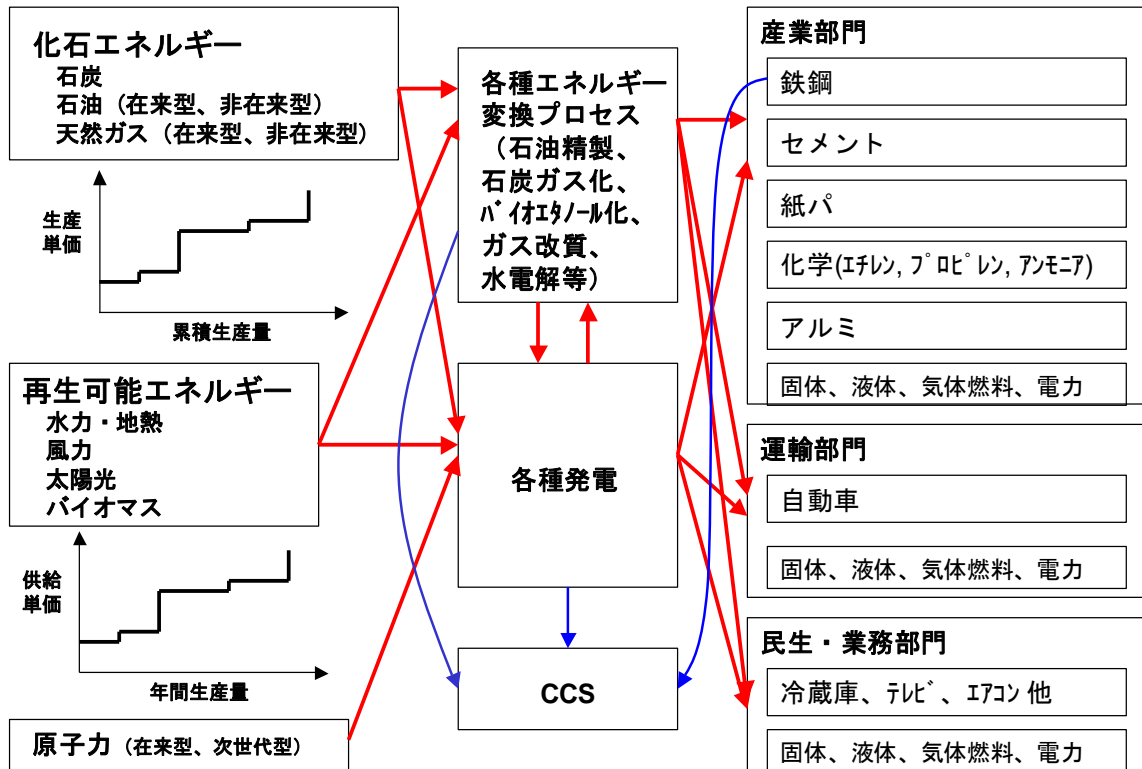 化石エネルギー
石炭
石油（在来型、非在来型）
天然ガス（在来型、非在来型）
生産
単価
累積生産量
再生可能エネルギー
水力・地熱
風力
太陽光
バイオマス
供給
単価
年間生産量
原子力（在来型、次世代型）
各種エネルギー
変換プロセス
（石油精製、
石炭ガス化、
ﾊﾞｲｵｴﾀﾉｰﾙ化、
ガス改質、
水電解等）
各種発電
CCS
産業部門
鉄鋼
セメント
紙パ
化学(ｴﾁﾚﾝ, ﾌﾟﾛﾋﾟﾚﾝ, ｱﾝﾓﾆｱ)
アルミ
固体、液体、気体燃料、電力
運輸部門
自動車
固体、液体、気体燃料、電力
民生・業務部門
冷蔵庫、ﾃﾚﾋﾞ、ｴｱｺﾝ 他
固体、液体、気体燃料、電力